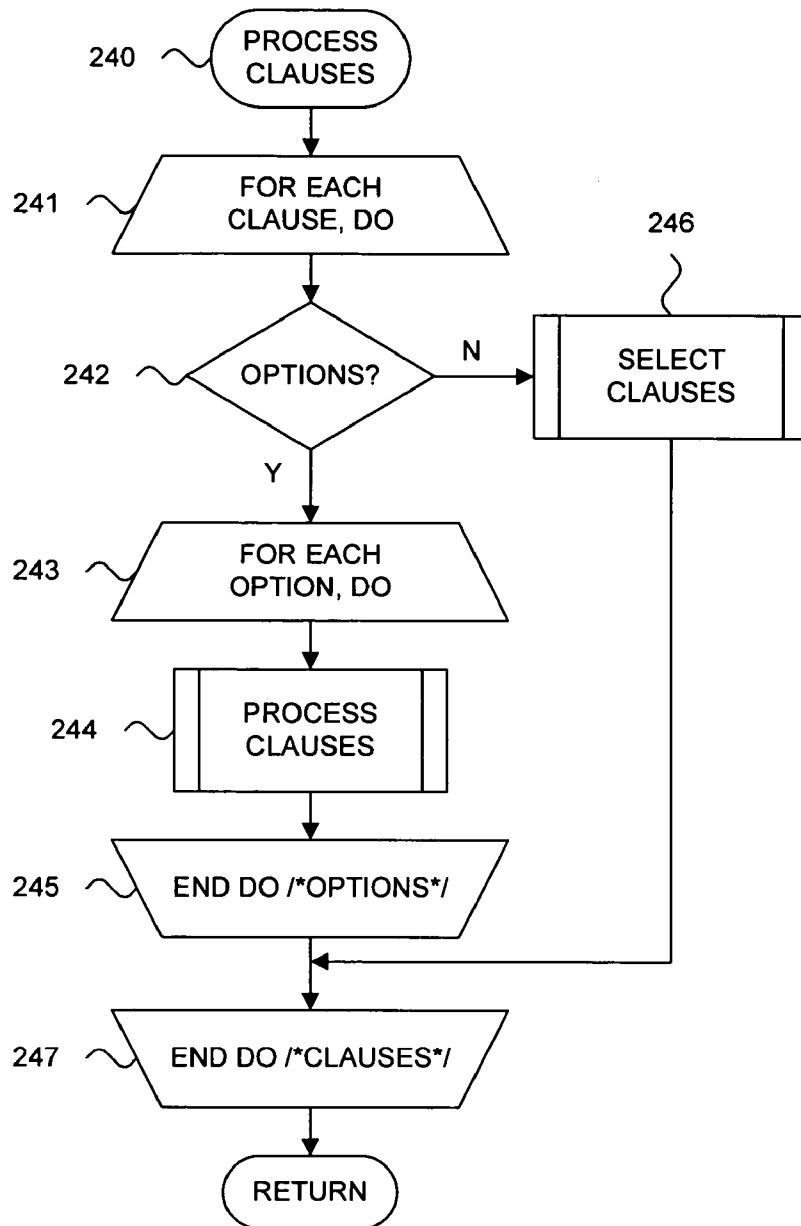 240
PROCESS
CLAUSES
241
FOR EACH
CLAUSE, DO
246
242
OPTIONS?
N
SELECT
CLAUSES
Y
243
FOR EACH
OPTION, DO
244
PROCESS
CLAUSES
245
END DO /*OPTIONS*/
247
END DO /*CLAUSES*/
RETURN